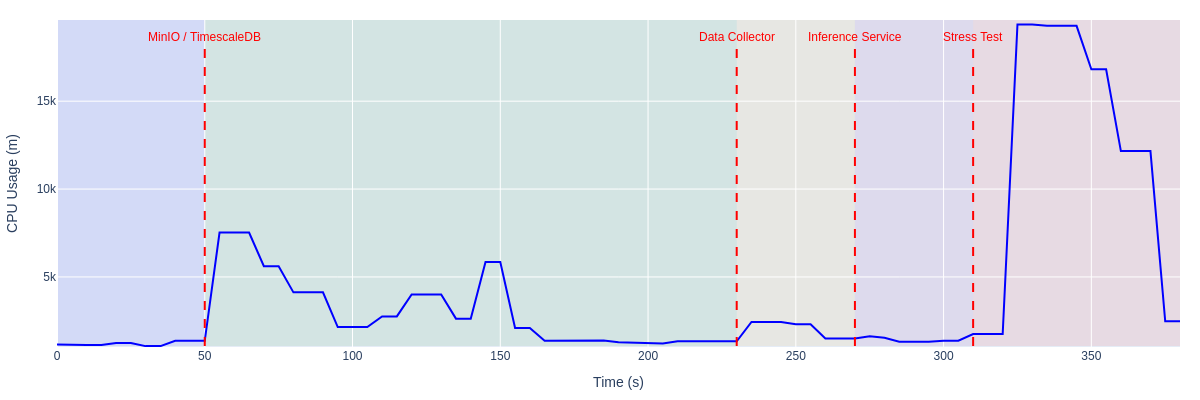 MinIO / TimescaleDB
Data Collector
Inference Service
Stress Test
15k
10k
5k
CPU Usage (m)
0
50
100
150
200
250
300
350
Time (s)